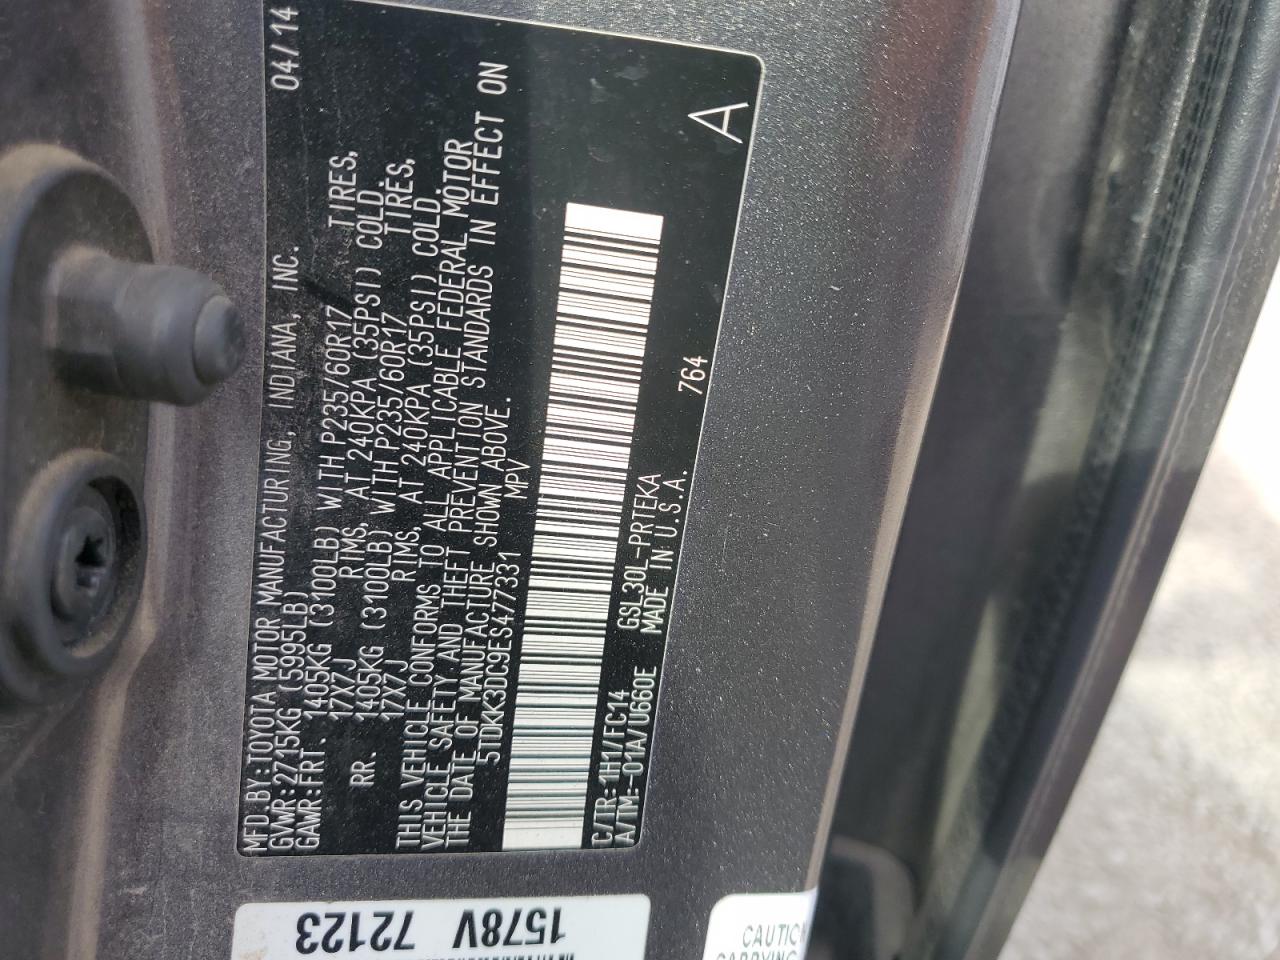 MFD.BY:TOYOTA MOTOR MANUFACTURING, INDIANA, INC. 04/14
GVWR:2715KG (5995LB)
GAWR:FRT. 1405KG (3100LB) WITH P235/60R17 TIRES,
17X7J RIMS, AT 240KPA (35PSI) COLD.
RR. 1405KG (3100LB) WITH P235/60R17 TIRES,
17X7J RIMS, AT 240KPA (35PSI) COLD.
THIS VEHICLE CONFORMS TO ALL APPLICABLE FEDERAL MOTOR
VEHICLE SAFETY AND THEFT PREVENTION STANDARDS IN EFFECT ON
THE DATE OF MANUFACTURE SHOWN ABOVE.
5TDKK3DC9ES477331 MPV
C/TR:1H1/FC14 GSL30L-PRTEKA 764 A
A/TM:-01A/U660E MADE IN U.S.A.
1578V
72123
CAUTION
CARRYING